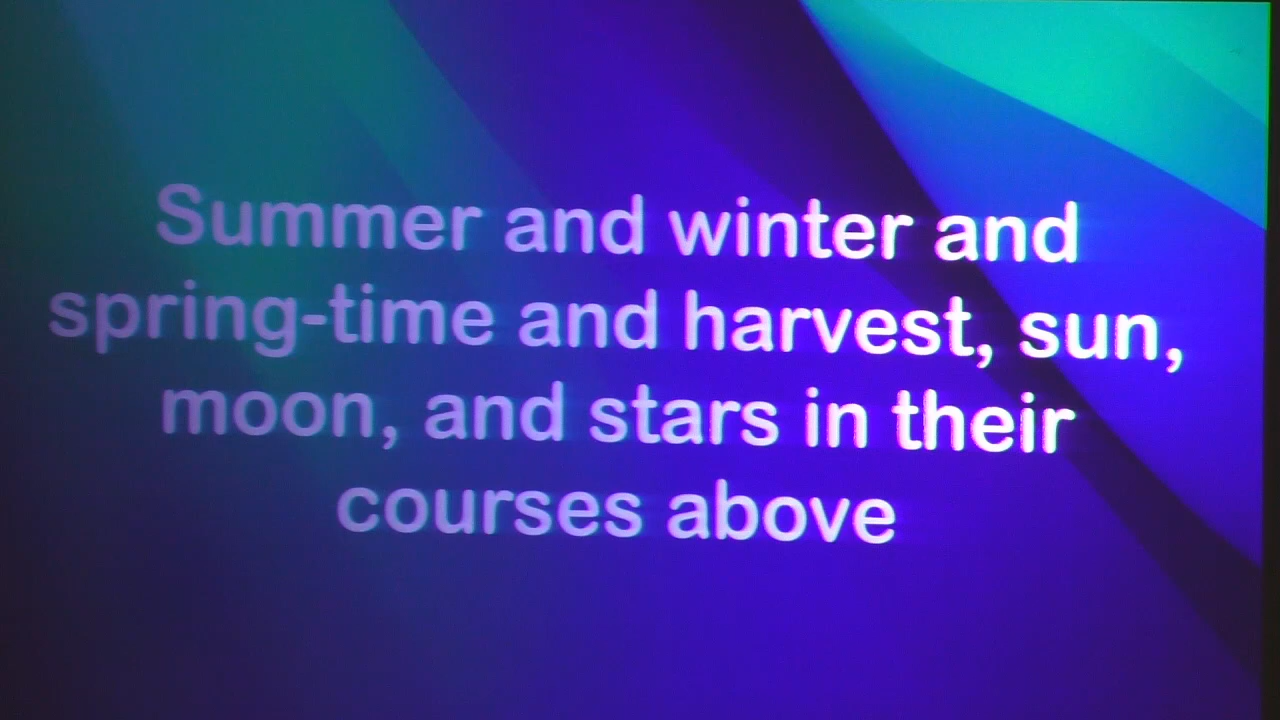 Summer and winter and
spring-time and harvest, sun,
moon, and stars in their
courses above